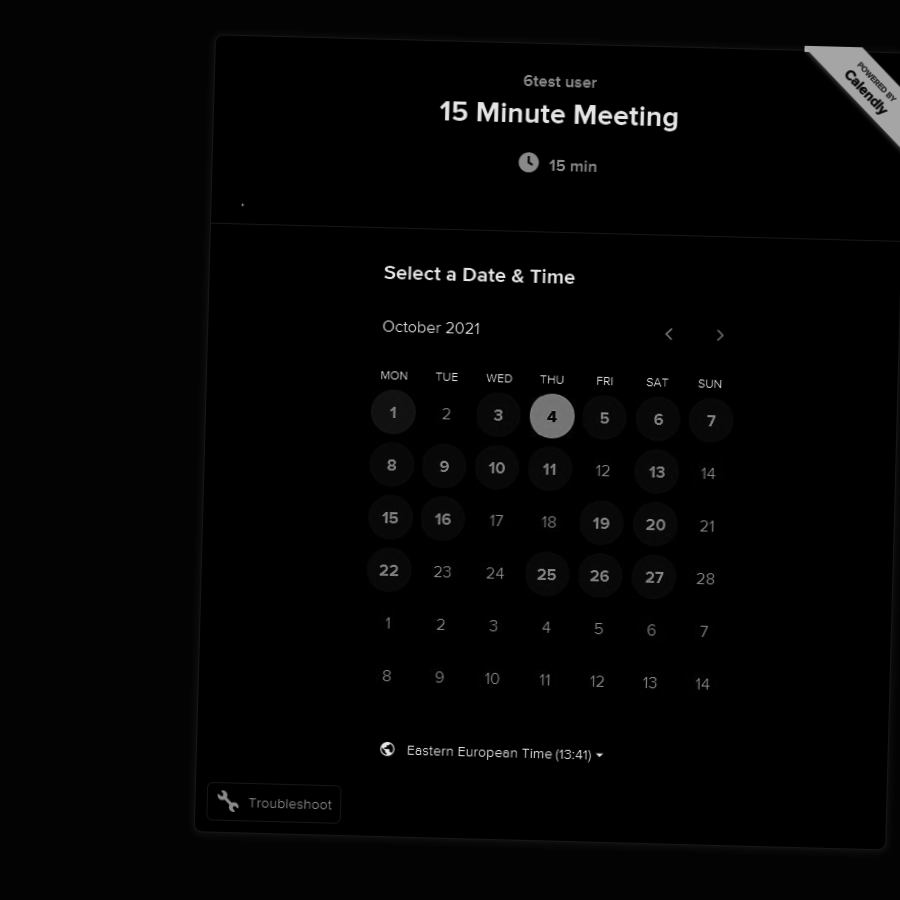 6test user
15 Minute Meeting
15 min
POWERED BY
Calendly
Select a Date & Time
October 2021
MON TUE WED THU FRI SAT SUN
1 2 3 4 5 6 7
8 9 10 11 12 13 14
15 16 17 18 19 20 21
22 23 24 25 26 27 28
1 2 3 4 5 6 7
8 9 10 11 12 13 14
Eastern European Time (13:41)
Troubleshoot